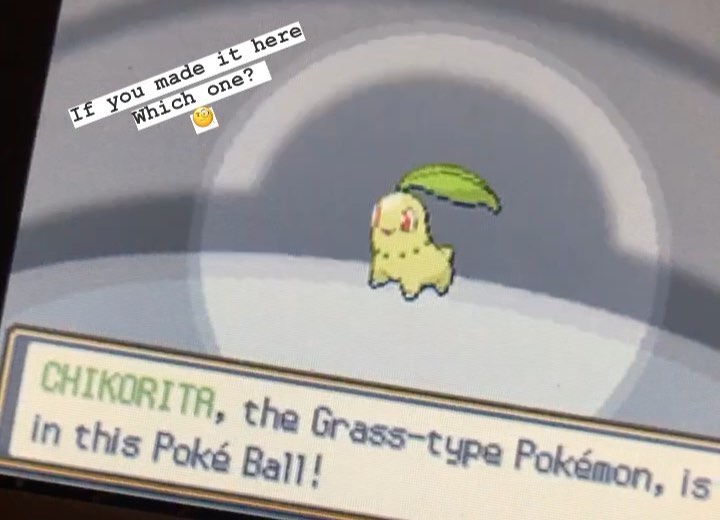 If you made it here
Which one?
🧐
CHIKORITA, the Grass-type Pokémon, is
in this Poké Ball!